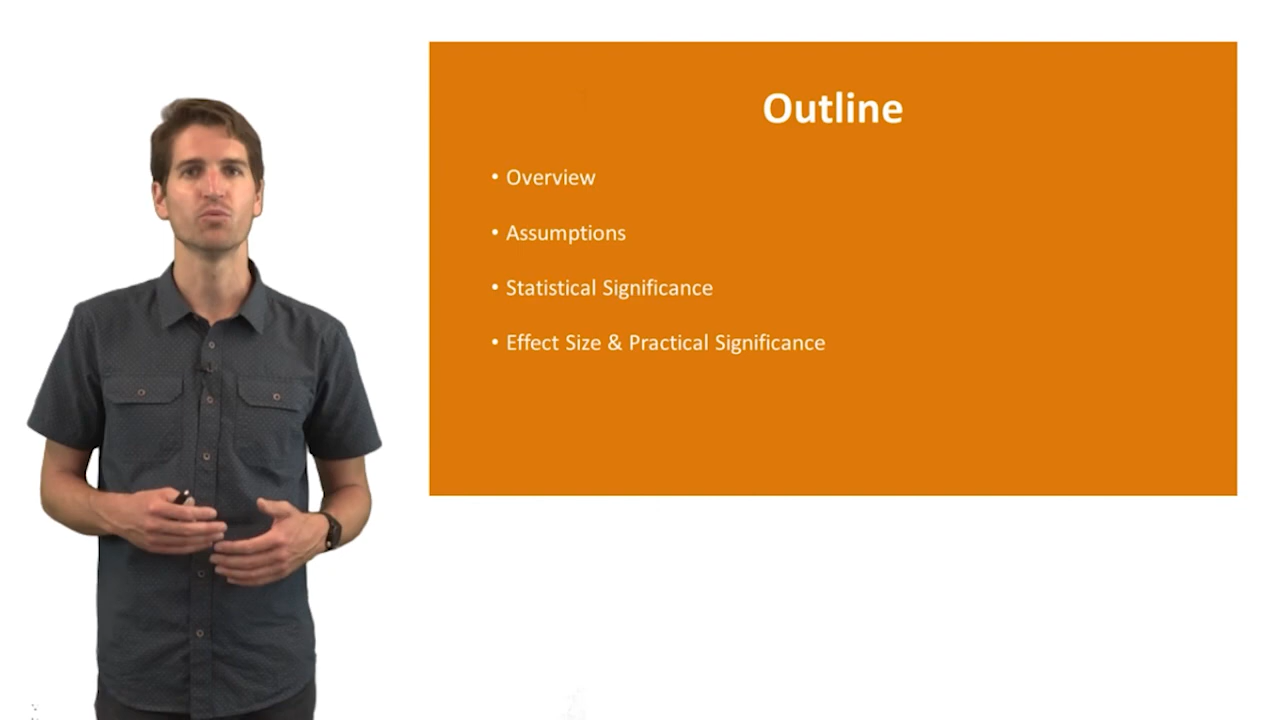 Outline
• Overview
• Assumptions
• Statistical Significance
• Effect Size & Practical Significance